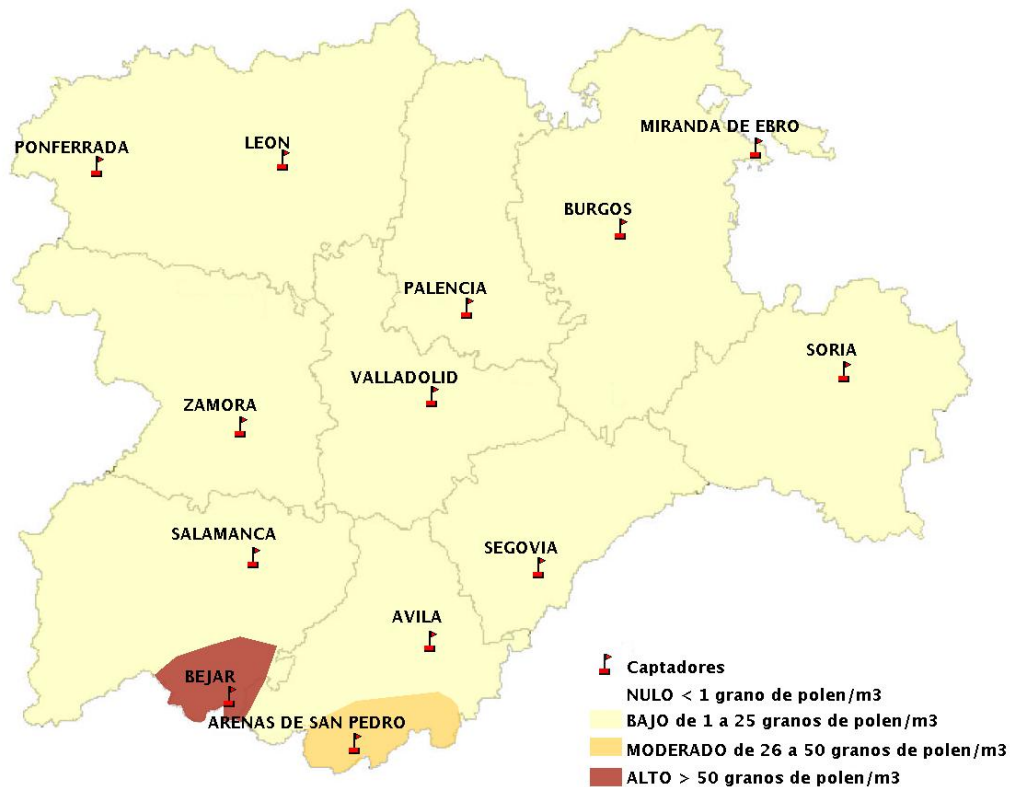 MIRANDA DE EBRO
PONFERRADA
LEON
BURGOS
PALENCIA
SORIA
VALLADOLID
ZAMORA
SALAMANCA
SEGOVIA
AVILA
BEJAR
ARENAS DE SAN PEDRO
Captadores
NULO < 1 grano de polen/m3
BAJO de 1 a 25 granos de polen/m3
MODERADO de 26 a 50 granos de polen/m3
ALTO > 50 granos de polen/m3